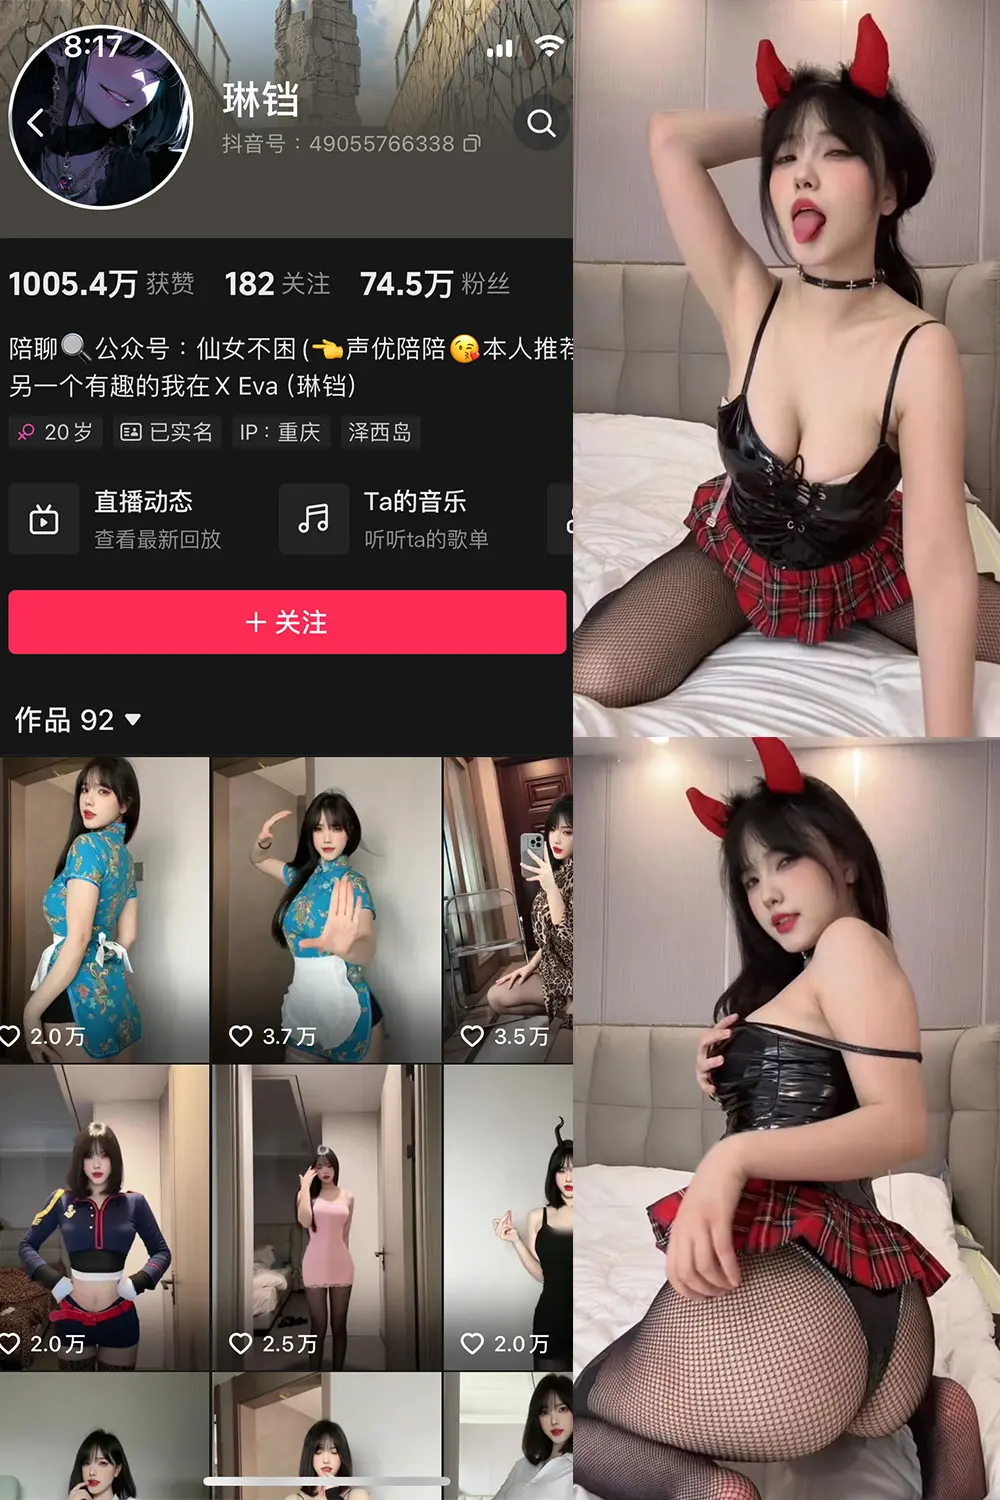 8:17
琳铛
抖音号：49055766338
1005.4万 获赞 182 关注 74.5万 粉丝
陪聊🔍公众号：仙女不困(👈声优陪陪😘本人推荐
另一个有趣的我在 X Eva (琳铛)
20岁 已实名 IP：重庆 泽西岛
直播动态 Ta的音乐
查看最新回放 听听ta的歌单
+ 关注
作品 92
2.0万 3.7万 3.5万
2.0万 2.5万 2.0万